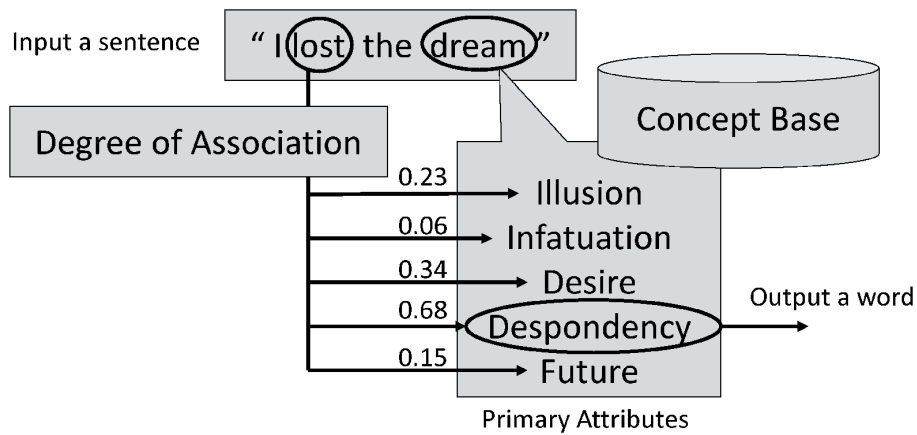 Input a sentence
“ I lost the dream”
Concept Base
Degree of Association
0.23
Illusion
0.06
Infatuation
0.34
Desire
0.68
Despondency
Output a word
0.15
Future
Primary Attributes